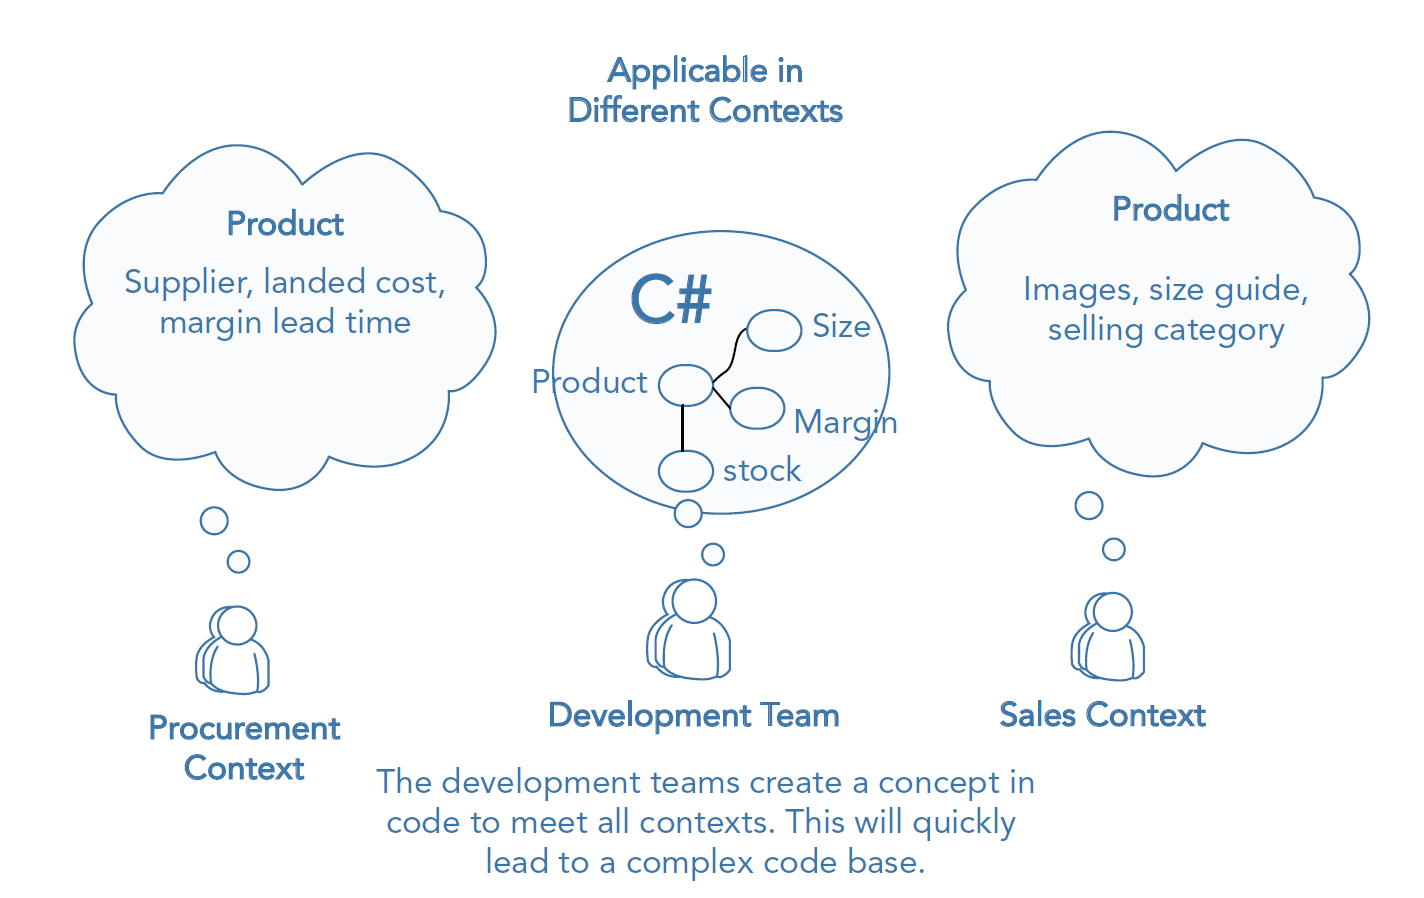 Applicable in
Different Contexts
Product
Supplier, landed cost,
margin lead time
C#
Size
Product
Margin
stock
Product
Images, size guide,
selling category
Procurement
Context
Development Team
Sales Context
The development teams create a concept in
code to meet all contexts. This will quickly
lead to a complex code base.